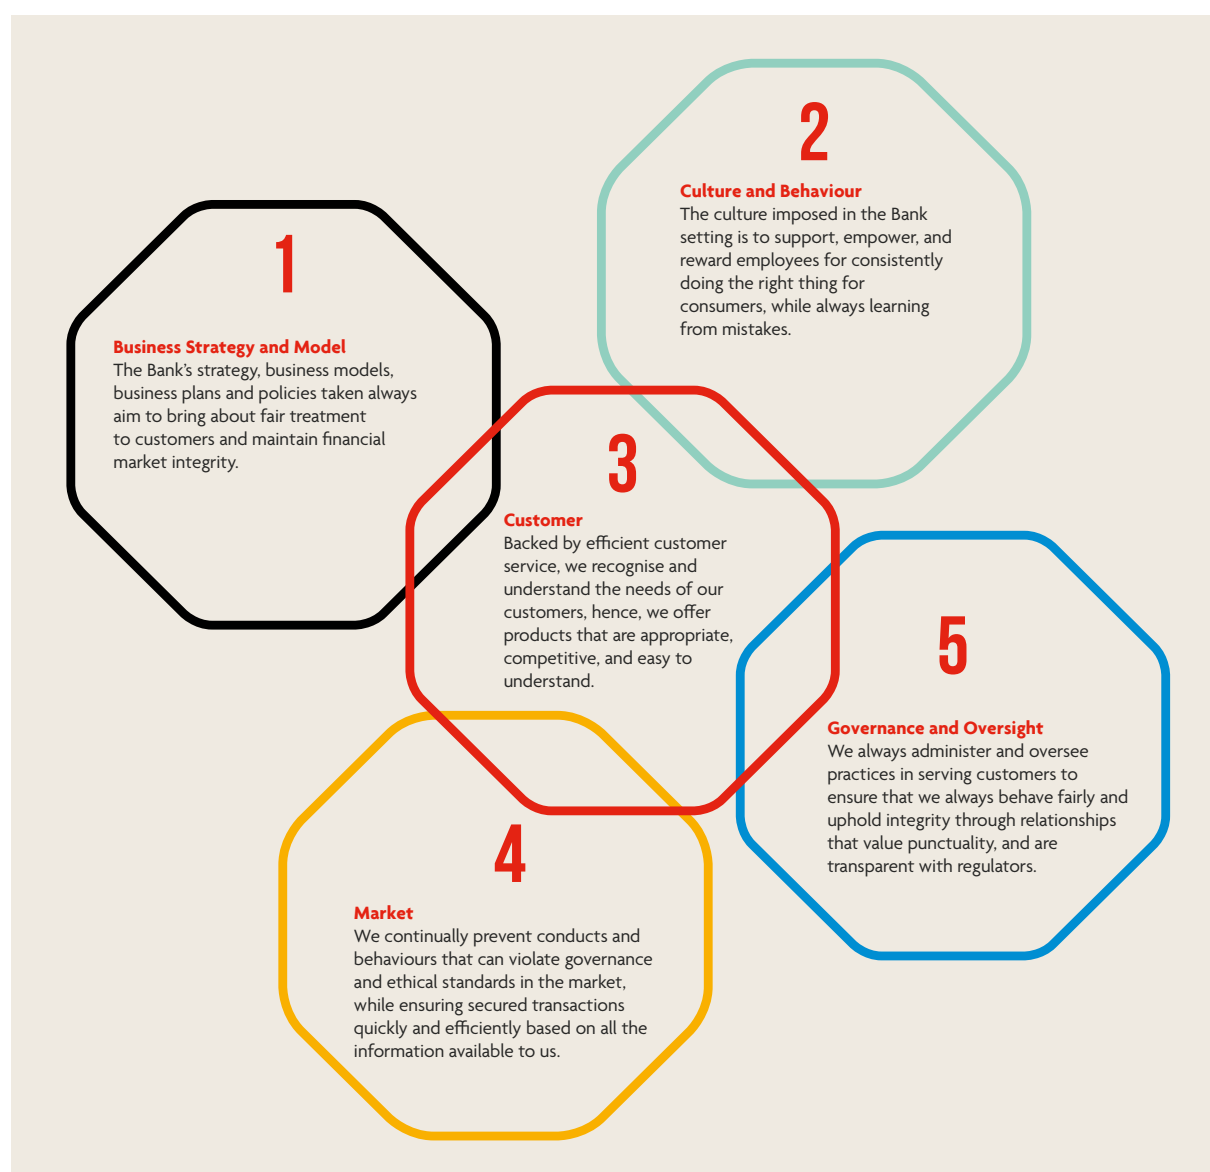 1
Business Strategy and Model
The Bank's strategy, business models,
business plans and policies taken always
aim to bring about fair treatment
to customers and maintain financial
market integrity.
2
Culture and Behaviour
The culture imposed in the Bank
setting is to support, empower, and
reward employees for consistently
doing the right thing for
consumers, while always learning
from mistakes.
3
Customer
Backed by efficient customer
service, we recognise and
understand the needs of our
customers, hence, we offer
products that are appropriate,
competitive, and easy to
understand.
4
Market
We continually prevent conducts and
behaviours that can violate governance
and ethical standards in the market,
while ensuring secured transactions
quickly and efficiently based on all the
information available to us.
5
Governance and Oversight
We always administer and oversee
practices in serving customers to
ensure that we always behave fairly and
uphold integrity through relationships
that value punctuality, and are
transparent with regulators.